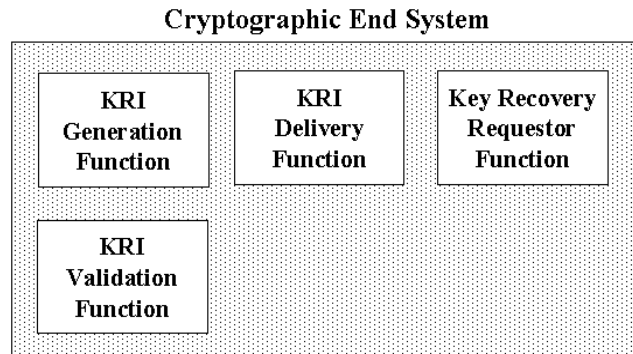 Cryptographic End System
KRI
Generation
Function
KRI
Delivery
Function
Key Recovery
Requestor
Function
KRI
Validation
Function